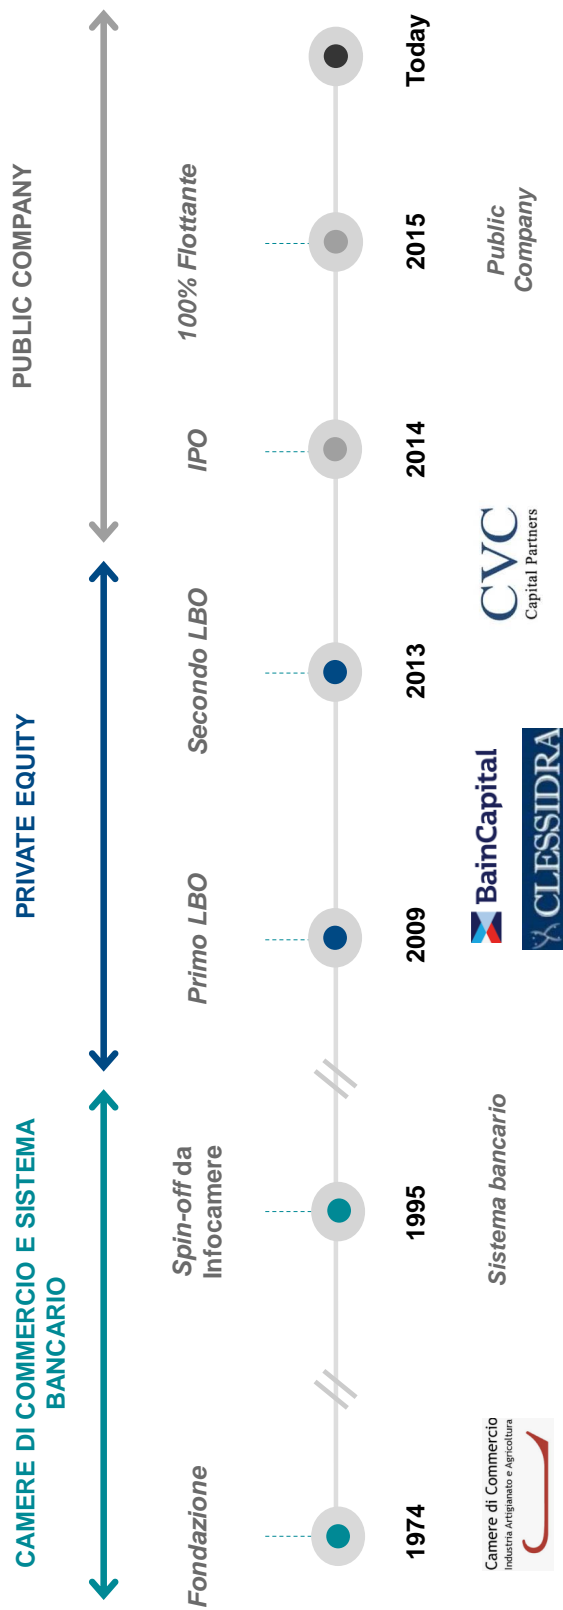 CAMERE DI COMMERCIO E SISTEMA
BANCARIO
PRIVATE EQUITY
PUBLIC COMPANY
Fondazione
Spin-off da
Infocamere
Primo LBO
Secondo LBO
IPO
100% Flottante
1974
1995
2009
2013
2014
2015
Today
Camere di Commercio
Industria Artigianato e Agricoltura
Sistema bancario
BainCapital
CLESSIDRA
CVC
Capital Partners
Public
Company